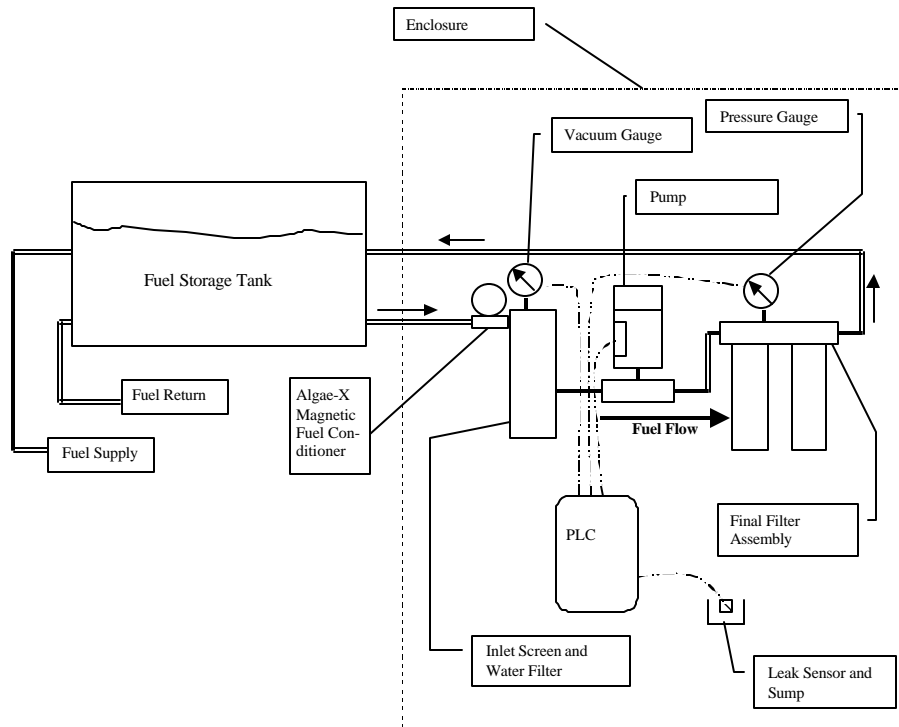 Enclosure
Pressure Gauge
Vacuum Gauge
Pump
Fuel Storage Tank
Fuel Return
Algae-X
Magnetic
Fuel Con-
ditioner
Fuel Flow
Fuel Supply
PLC
Final Filter
Assembly
Inlet Screen and
Water Filter
Leak Sensor and
Sump